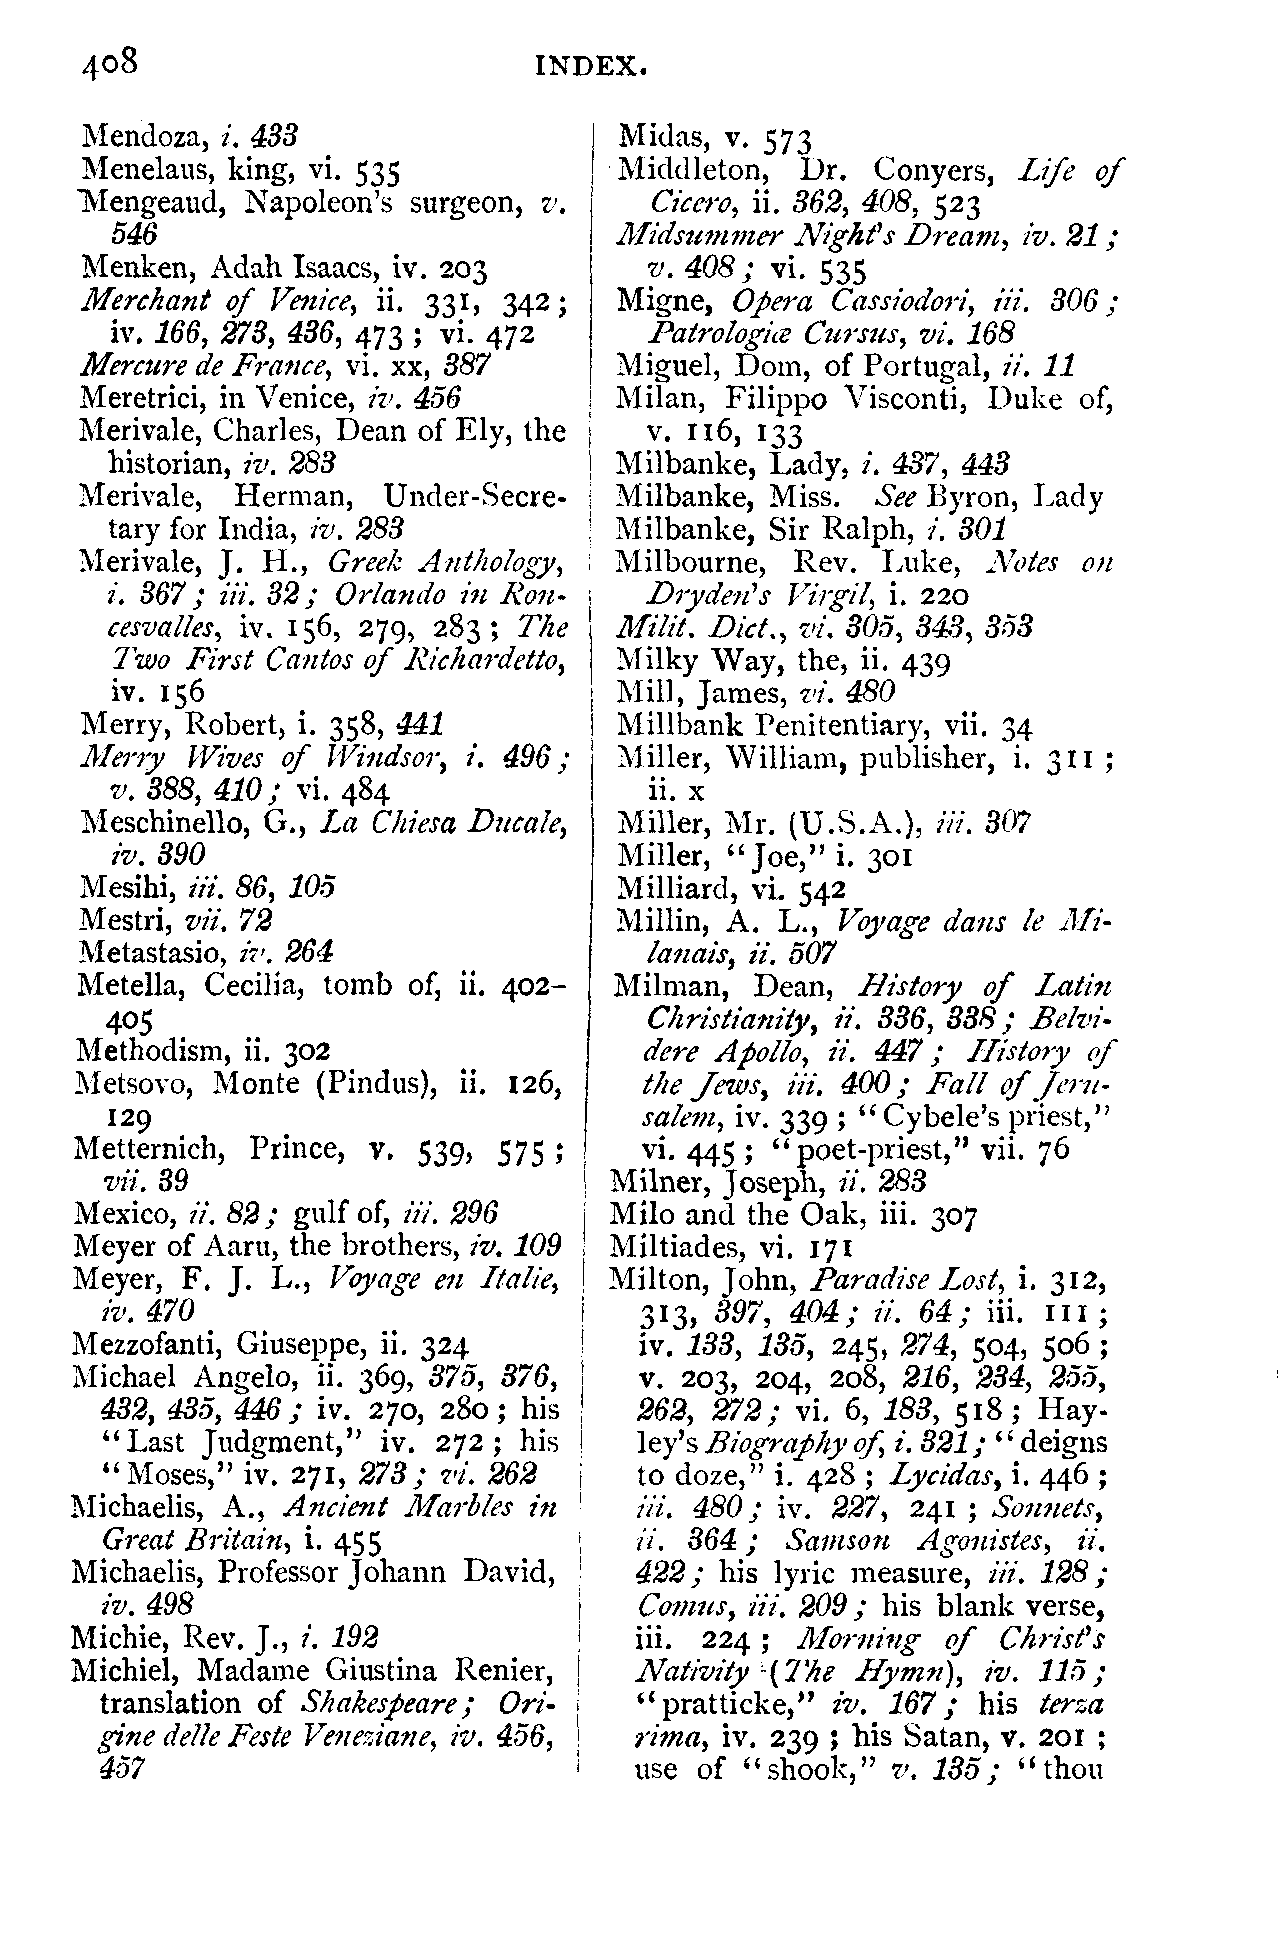 408
INDEX.
Mendoza, i. 433
Menelaus, king, vi. 535
Mengeaud, Napoleon's surgeon, v.
546
Menken, Adah Isaacs, iv. 203
Merchant of Venice, ii. 331, 342;
iv. 166, 273, 436, 473; vi. 472
Mercure de France, vi. xx, 387
Meretrici, in Venice, iv. 456
Merivale, Charles, Dean of Ely, the
historian, iv. 283
Merivale, Herman, Under-Secre-
tary for India, iv. 283
Merivale, J. H., Greek Anthology,
i. 367; iii. 32; Orlando in Ron-
cesvalles, iv. 156, 279, 283; The
Two First Cantos of Richardetto,
iv. 156
Merry, Robert, i. 358, 441
Merry Wives of Windsor, i. 496;
v. 388, 410; vi. 484
Meschinello, G., La Chiesa Ducale,
iv. 390
Mesihi, iii. 86, 105
Mestri, vii. 72
Metastasio, iv. 264
Metella, Cecilia, tomb of, ii. 402-
405
Methodism, ii. 302
Metsovo, Monte (Pindus), ii. 126,
129
Metternich, Prince, v. 539, 575;
vii. 39
Mexico, ii. 82; gulf of, iii. 296
Meyer of Aaru, the brothers, iv. 109
Meyer, F. J. L., Voyage en Italie,
iv. 470
Mezzofanti, Giuseppe, ii. 324
Michael Angelo, ii. 369, 375, 376,
432, 435, 446; iv. 270, 280; his
"Last Judgment," iv. 272; his
"Moses," iv. 271, 273; vi. 262
Michaelis, A., Ancient Marbles in
Great Britain, i. 455
Michaelis, Professor Johann David,
iv. 498
Michie, Rev. J., i. 192
Michiel, Madame Giustina Renier,
translation of Shakespeare; Ori-
gine delle Feste Veneziane, iv. 456,
457
Midas, v. 573
Middleton, Dr. Conyers, Life of
Cicero, ii. 362, 408, 523
Midsummer Night's Dream, iv. 21;
v. 408; vi. 535
Migne, Opera Cassiodori, iii. 306;
Patrologiæ Cursus, vi. 168
Miguel, Dom, of Portugal, ii. 11
Milan, Filippo Visconti, Duke of,
v. 116, 133
Milbanke, Lady, i. 437, 443
Milbanke, Miss. See Byron, Lady
Milbanke, Sir Ralph, i. 301
Milbourne, Rev. Luke, Notes on
Dryden's Virgil, i. 220
Milit. Dict., vi. 305, 343, 353
Milky Way, the, ii. 439
Mill, James, vi. 480
Millbank Penitentiary, vii. 34
Miller, William, publisher, i. 311;
ii. x
Miller, Mr. (U.S.A.), iii. 307
Miller, "Joe," i. 301
Milliard, vi. 542
Millin, A. L., Voyage dans le Mi-
lanais, ii. 507
Milman, Dean, History of Latin
Christianity, ii. 336, 338; Belvi-
dere Apollo, ii. 447; History of
the Jews, iii. 400; Fall of Jeru-
salem, iv. 339; "Cybele's priest,"
vi. 445; "poet-priest," vii. 76
Milner, Joseph, ii. 283
Milo and the Oak, iii. 307
Miltiades, vi. 171
Milton, John, Paradise Lost, i. 312,
313, 397, 404; ii. 64; iii. 111;
iv. 133, 135, 245, 274, 504, 506;
v. 203, 204, 208, 216, 234, 255,
262, 272; vi. 6, 183, 518; Hay-
ley's Biography of, i. 321; "deigns
to doze," i. 428; Lycidas, i. 446;
iii. 480; iv. 227, 241; Sonnets,
ii. 364; Samson Agonistes, ii.
422; his lyric measure, iii. 128;
Comus, iii. 209; his blank verse,
iii. 224; Morning of Christ's
Nativity (The Hymn), iv. 115;
"pratticke," iv. 167; his terza
rima, iv. 239; his Satan, v. 201;
use of "shook," v. 135; "thou